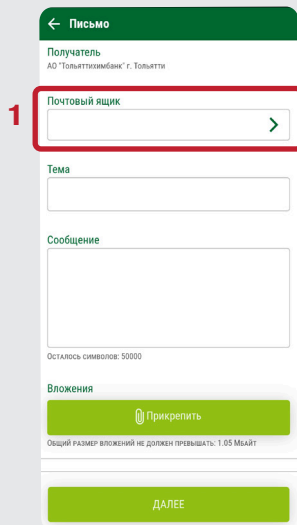 ← Письмо
Получатель
АО "Тольяттихимбанк" г. Тольятти
1
Почтовый ящик
Тема
Сообщение
Осталось символов: 50000
Вложения
Прикрепить
Общий размер вложений не должен превышать: 1.05 Мбайт
ДАЛЕЕ